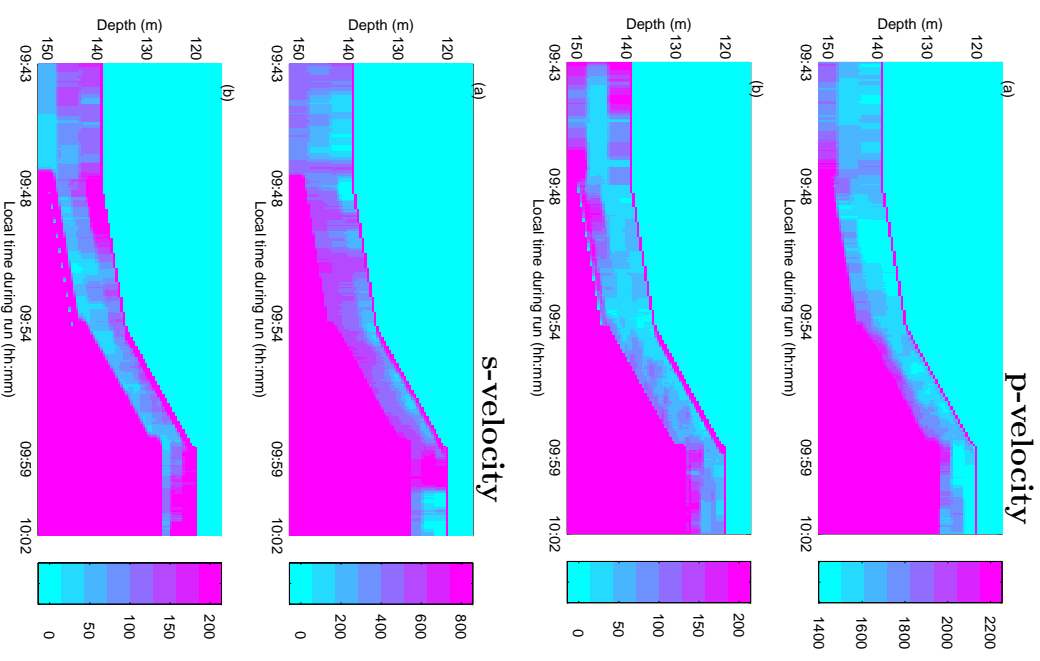 p-velocity
(a)
Depth (m)
120
130
140
150
09:43 09:48 09:54 09:59 10:02
Local time during run (hh:mm)
2200
2000
1800
1600
1400
(b)
Depth (m)
120
130
140
150
09:43 09:48 09:54 09:59 10:02
Local time during run (hh:mm)
200
150
100
50
0
s-velocity
(a)
Depth (m)
120
130
140
150
09:43 09:48 09:54 09:59 10:02
Local time during run (hh:mm)
800
600
400
200
0
(b)
Depth (m)
120
130
140
150
09:43 09:48 09:54 09:59 10:02
Local time during run (hh:mm)
200
150
100
50
0